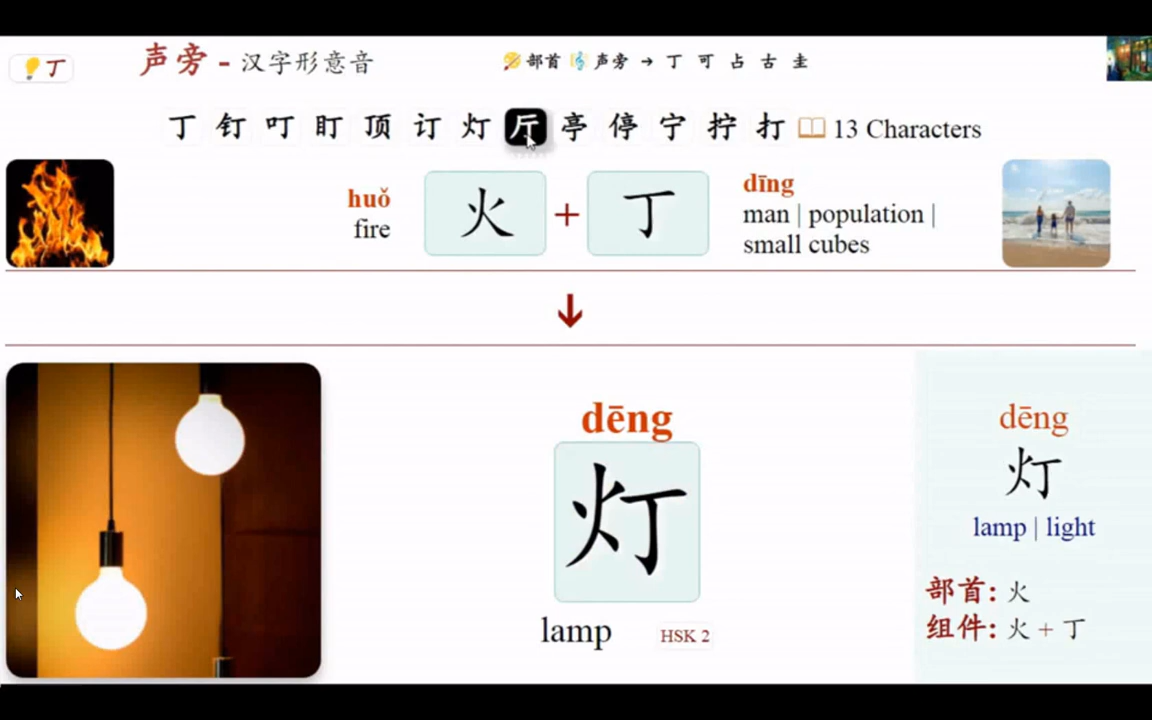 丁
声旁 - 汉字形意音
部首 声旁 → 丁 可 占 古 圭
丁 钉 叮 盯 顶 订 灯 厅 亭 停 宁 拧 打 13 Characters
huǒ
fire
火 + 丁
dīng
man | population |
small cubes
↓
dēng
灯
lamp HSK 2
dēng
灯
lamp | light
部首: 火
组件: 火 + 丁